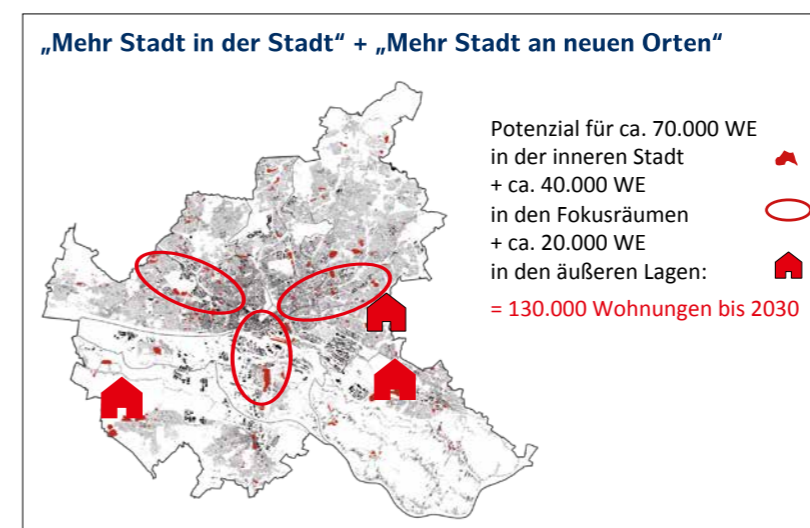 „Mehr Stadt in der Stadt“ + „Mehr Stadt an neuen Orten“
Potenzial für ca. 70.000 WE
in der inneren Stadt
+ ca. 40.000 WE
in den Fokusräumen
+ ca. 20.000 WE
in den äußeren Lagen:
= 130.000 Wohnungen bis 2030